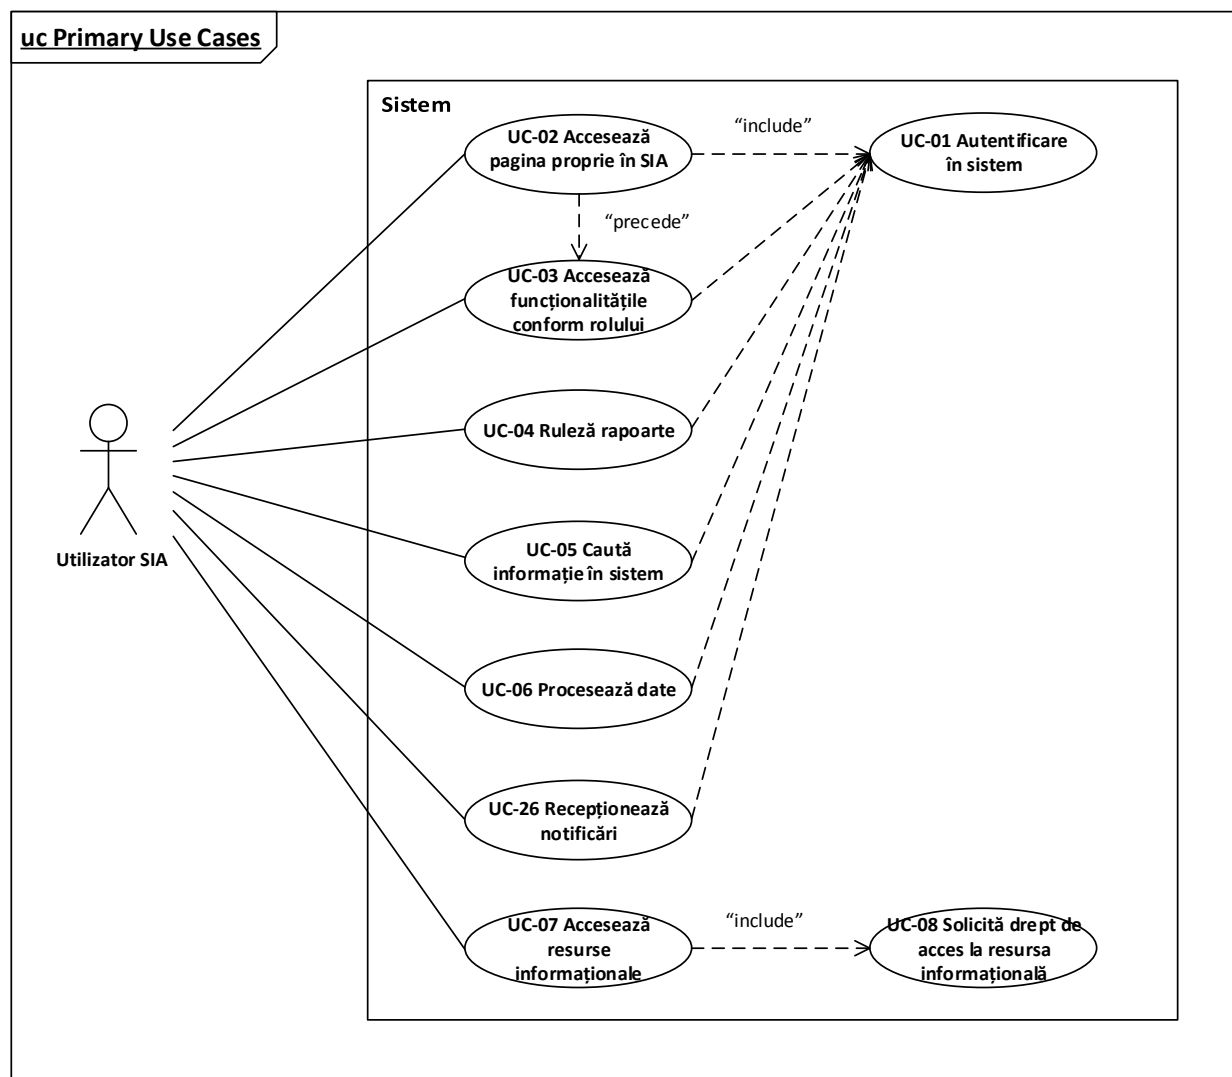 uc Primary Use Cases
Sistem
UC-02 Accesează
pagina proprie în SIA
“include”
UC-01 Autentificare
în sistem
“precede”
UC-03 Accesează
funcționalitățile
conform rolului
UC-04 Ruleză rapoarte
UC-05 Caută
informație în sistem
Utilizator SIA
UC-06 Procesează date
UC-26 Recepționează
notificări
UC-07 Accesează
resurse
informaționale
“include”
UC-08 Solicită drept de
acces la resursa
informațională